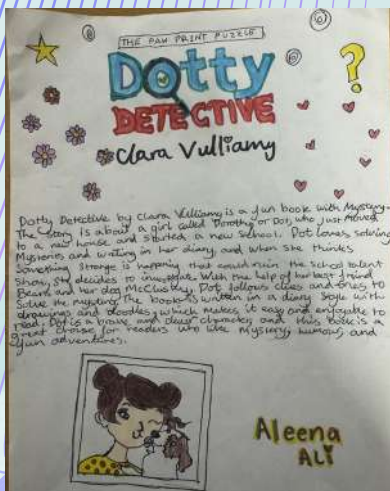 THE PAW PRINT PUZZLE
Dotty
DETECTIVE
Clara Vulliamy
?
Dotty Detective by Clara Vulliamy is a fun book with Mystery.
The story is about a girl called Dorothy or Dot, who just moved
to a new house and started a new school. Dot loves solving
Mysteries and writing in her diary, and when she thinks
Something strange is happening that could ruin the school talent
Show, She decides to investigate. With the help of her best friend
Beans and her dog McClusky, Dot follows clues and tries to
Solve the mystery. The book is written in a diary style with
drawings and doodles, which makes it easy and enjoyable to
read. Dot is a brave and clever character, and this book is a
great choice for readers who like Mystery, humour, and
fun adventures.
Aleena
Ali